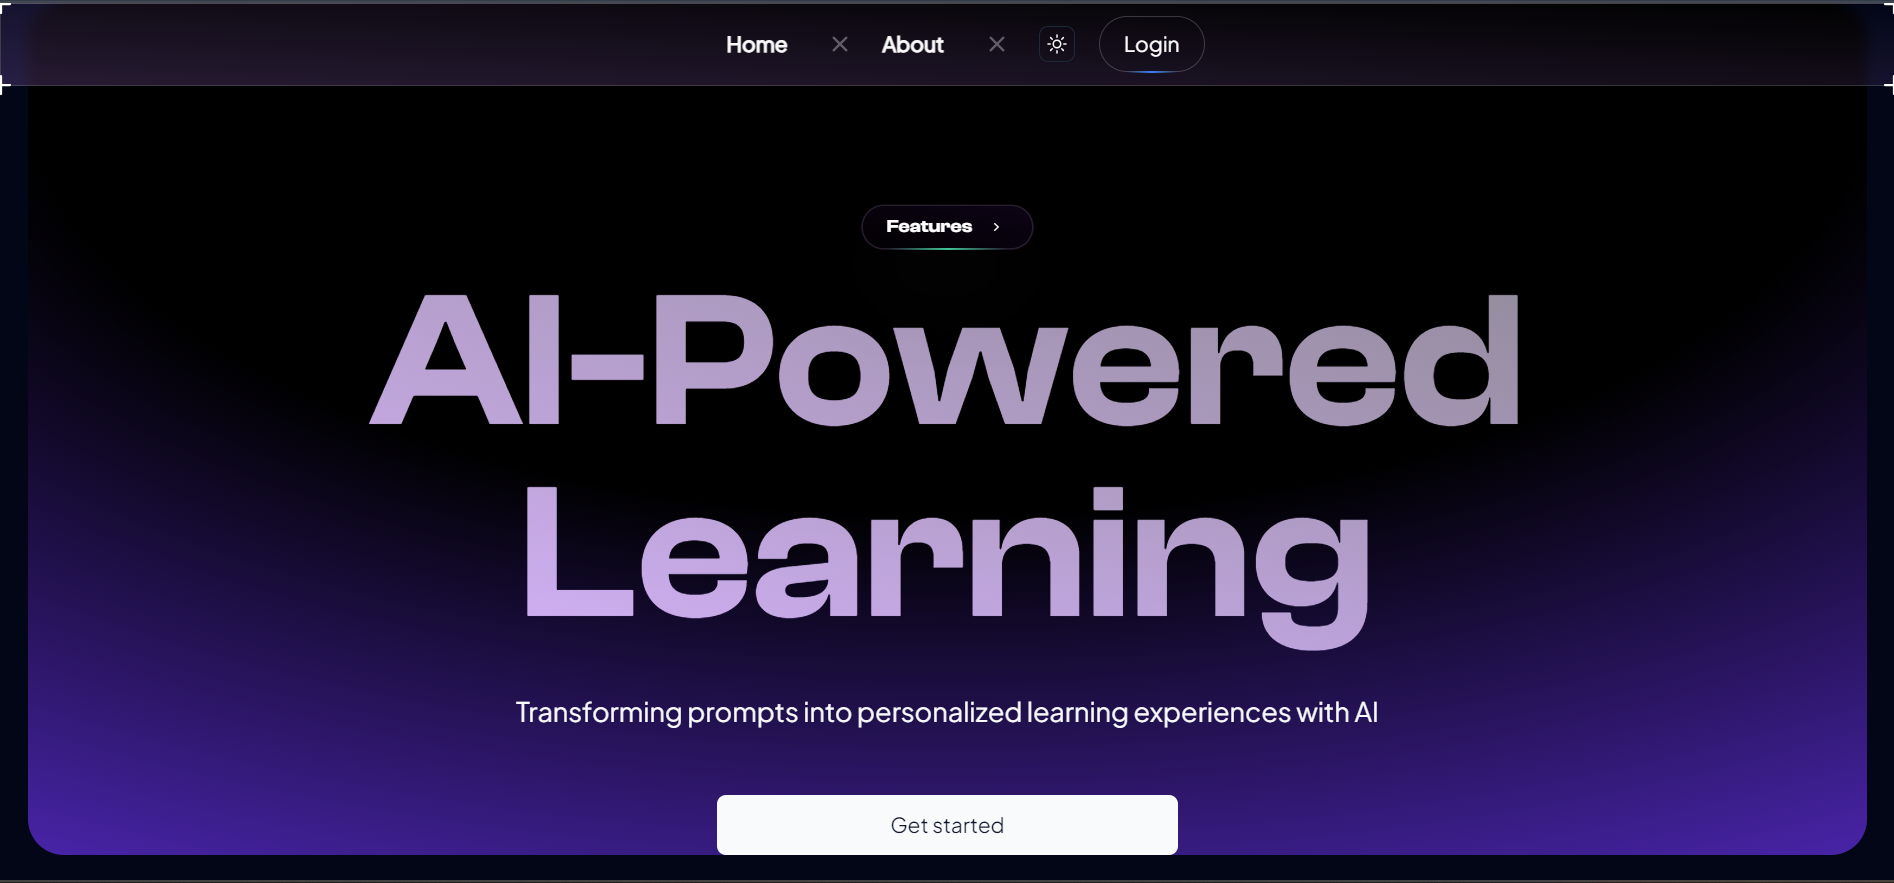 Home About Login
Features
AI-Powered
Learning
Transforming prompts into personalized learning experiences with AI
Get started